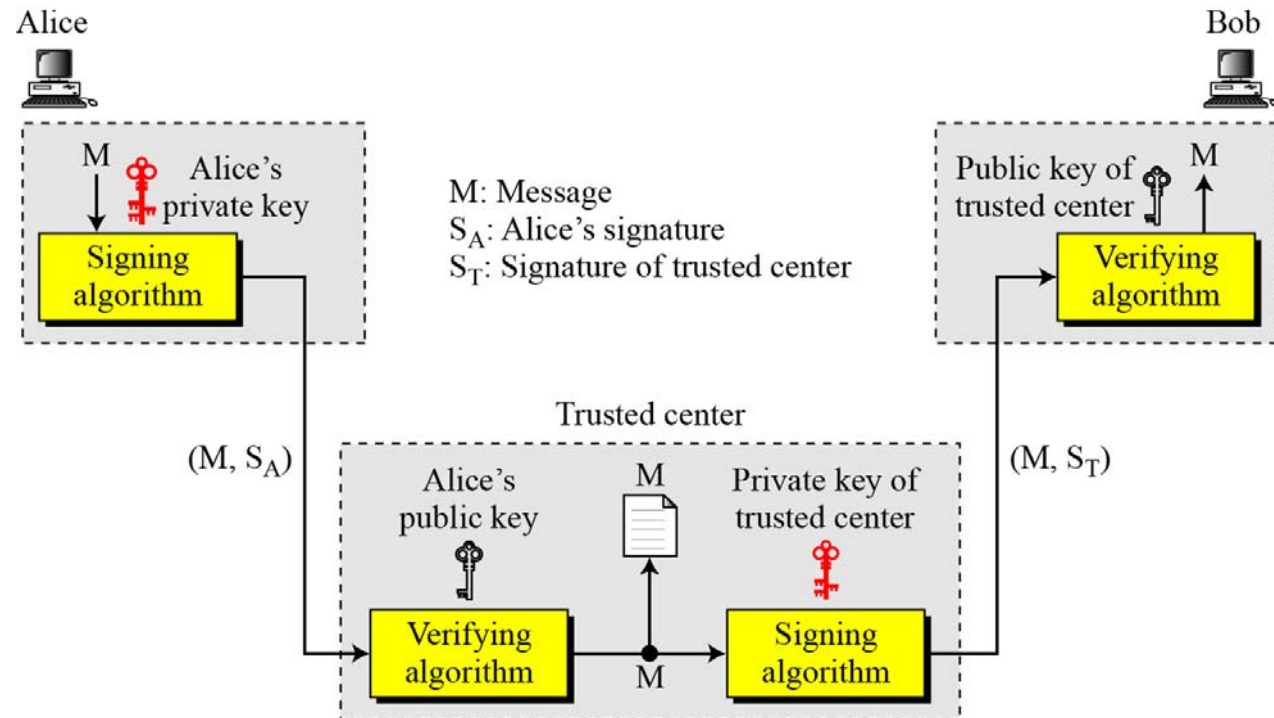 Alice
Bob
M
Alice's
private key
Signing
algorithm
M: Message
S_A: Alice's signature
S_T: Signature of trusted center
Public key of
trusted center
M
Verifying
algorithm
(M, S_A)
Trusted center
(M, S_T)
Alice's
public key
M
Private key of
trusted center
Verifying
algorithm
M
Signing
algorithm